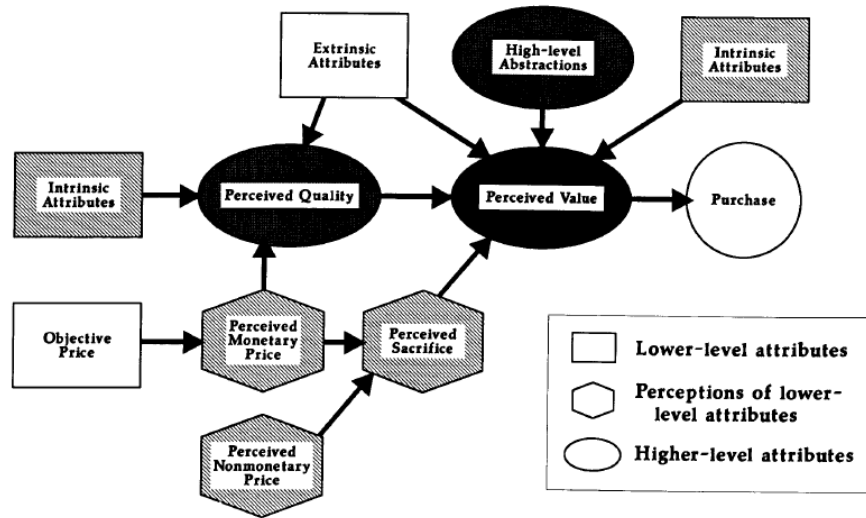 Extrinsic
Attributes
High-level
Abstractions
Intrinsic
Attributes
Intrinsic
Attributes
Perceived Quality
Perceived Value
Purchase
Objective
Price
Perceived
Monetary
Price
Perceived
Sacrifice
Perceived
Nonmonetary
Price
Lower-level attributes
Perceptions of lower-
level attributes
Higher-level attributes